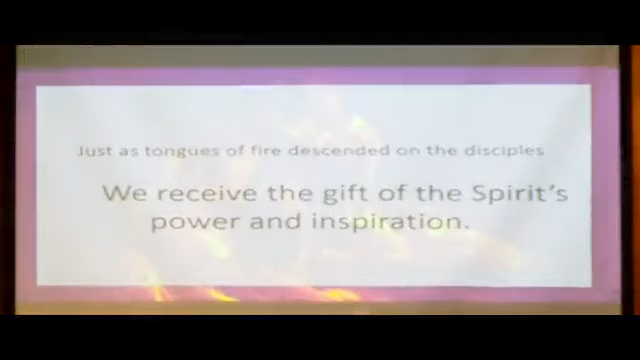 Just as tongues of fire descended on the disciples
We receive the gift of the Spirit's
power and inspiration.